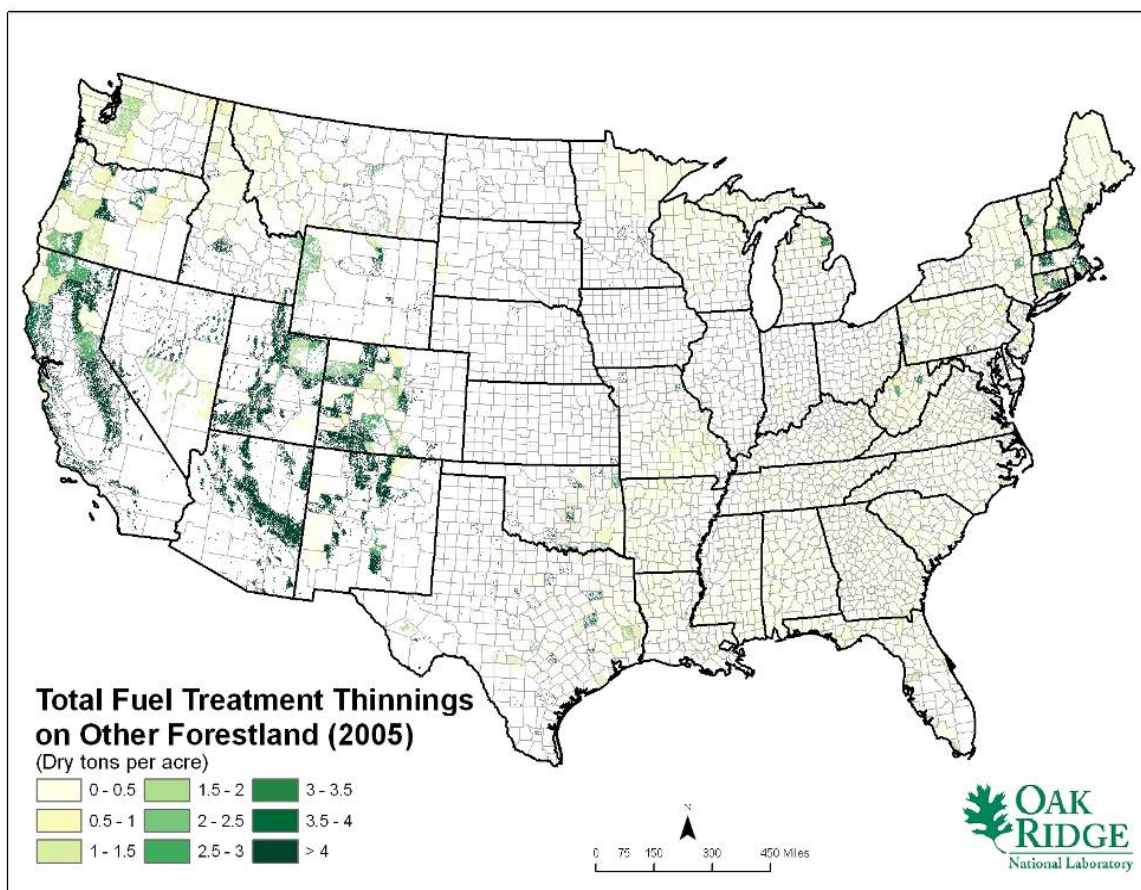 Total Fuel Treatment Thinnings
on Other Forestland (2005)
(Dry tons per acre)
0 - 0.5
0.5 - 1
1 - 1.5
1.5 - 2
2 - 2.5
2.5 - 3
3 - 3.5
3.5 - 4
> 4
N
0 75 150 300 450 Miles
OAK
RIDGE
National Laboratory